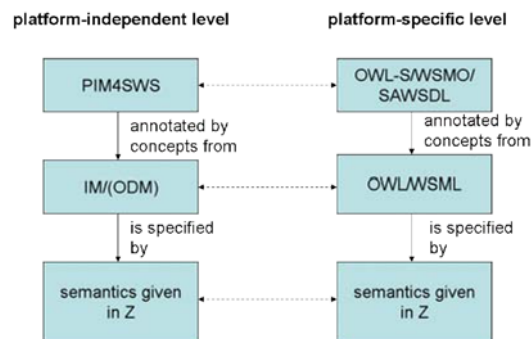 platform-independent level
platform-specific level
PIM4SWS
OWL-S/WSMO/
SAWSDL
annotated by
concepts from
annotated by
concepts from
IM/(ODM)
OWL/WSML
is specified
by
is specified
by
semantics given
in Z
semantics given
in Z